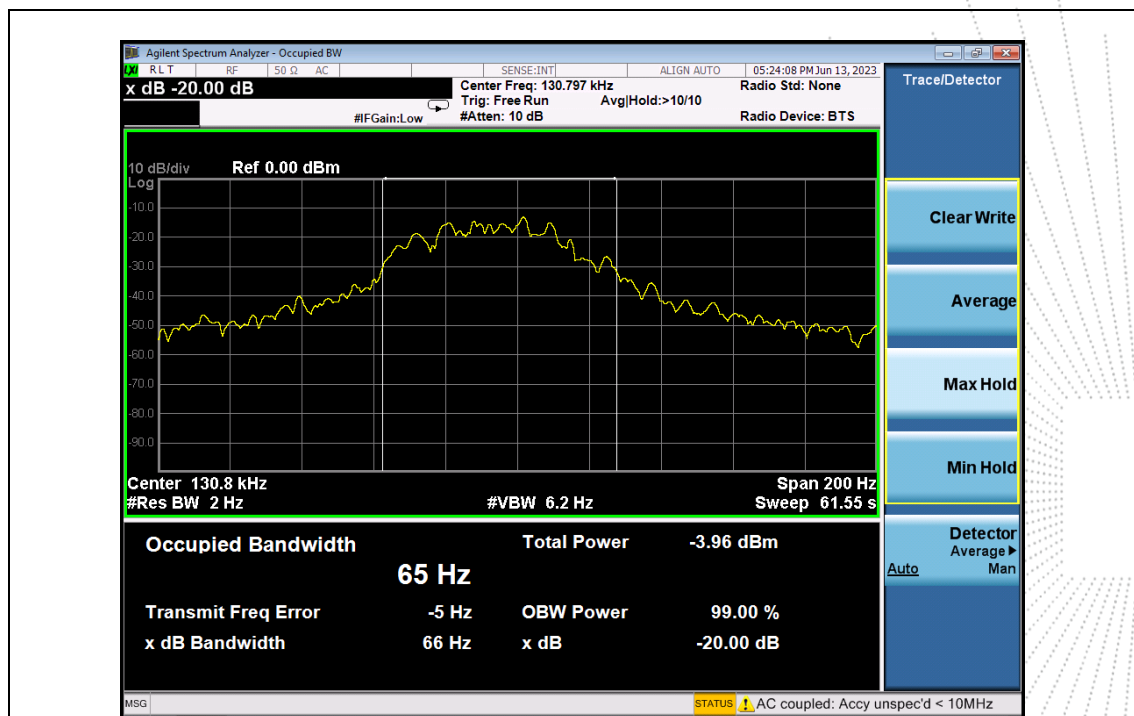 Agilent Spectrum Analyzer - Occupied BW
LXI RLT RF 50 Ω AC SENSE:INT ALIGN AUTO 05:24:08 PM Jun 13, 2023
x dB -20.00 dB
Center Freq: 130.797 kHz Radio Std: None
Trig: Free Run Avg|Hold:>10/10
#IFGain:Low #Atten: 10 dB Radio Device: BTS
Trace/Detector
10 dB/div Ref 0.00 dBm
Log
-10.0
-20.0
-30.0
-40.0
-50.0
-60.0
-70.0
-80.0
-90.0
Center 130.8 kHz Span 200 Hz
#Res BW 2 Hz #VBW 6.2 Hz Sweep 61.55 s
Occupied Bandwidth Total Power -3.96 dBm
65 Hz
Transmit Freq Error -5 Hz OBW Power 99.00 %
x dB Bandwidth 66 Hz x dB -20.00 dB
Clear Write
Average
Max Hold
Min Hold
Detector
Average
Auto Man
MSG STATUS AC coupled: Accy unspec'd < 10MHz